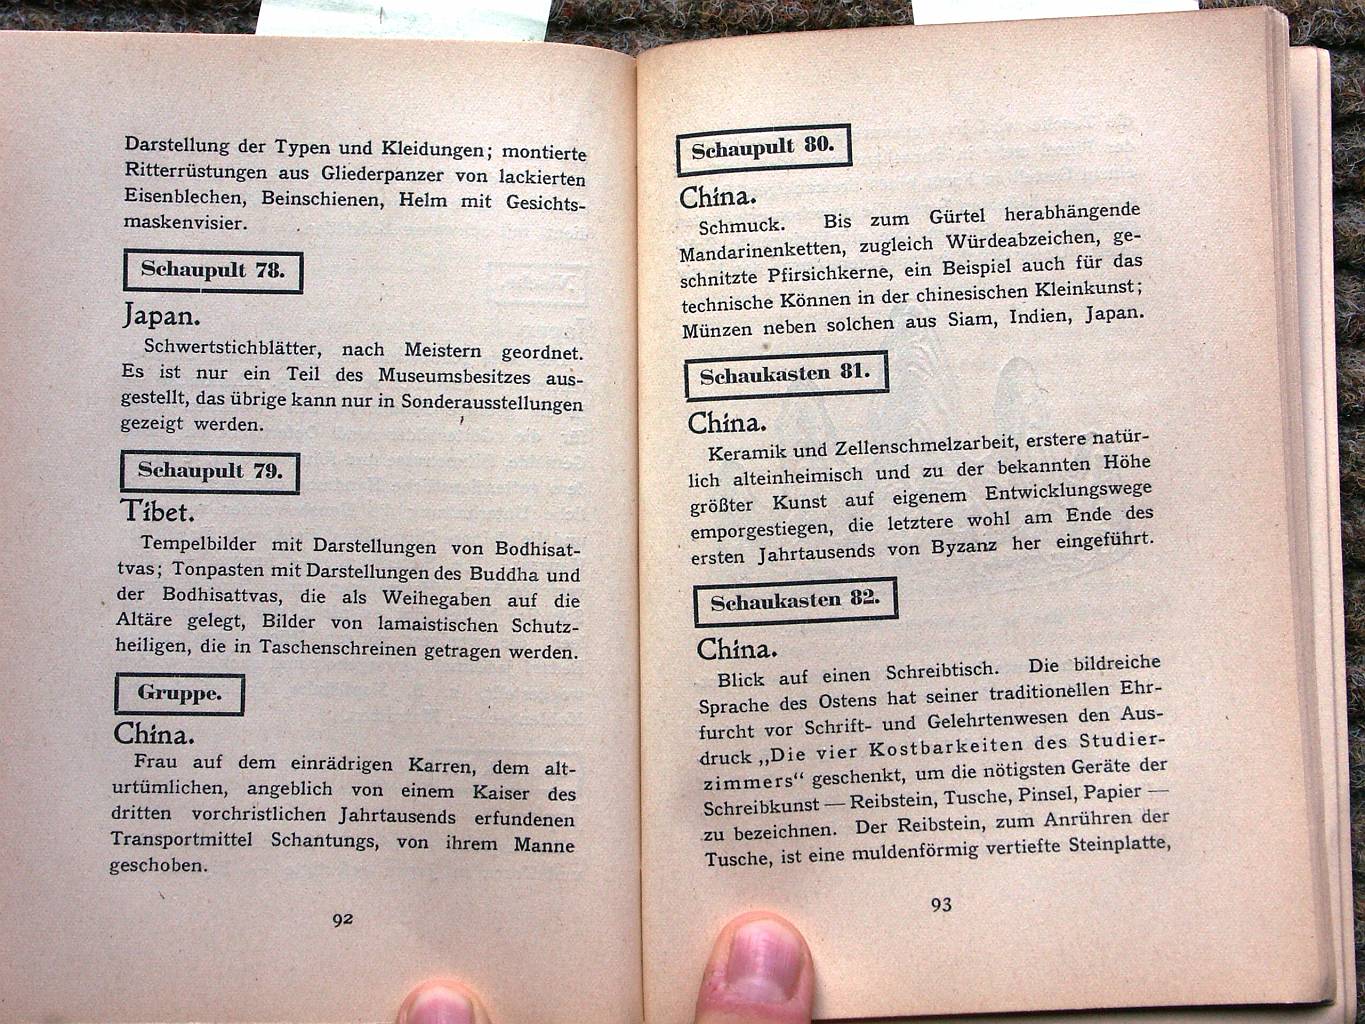 Darstellung der Typen und Kleidungen; montierte
Ritterrüstungen aus Gliederpanzer von lackierten
Eisenblechen, Beinschienen, Helm mit Gesichts-
maskenvisier.
Schaupult 78.
Japan.
Schwertstichblätter, nach Meistern geordnet.
Es ist nur ein Teil des Museumsbesitzes aus-
gestellt, das übrige kann nur in Sonderausstellungen
gezeigt werden.
Schaupult 79.
Tibet.
Tempelbilder mit Darstellungen von Bodhisat-
tvas; Tonpasten mit Darstellungen des Buddha und
der Bodhisattvas, die als Weihegaben auf die
Altäre gelegt, Bilder von lamaistischen Schutz-
heiligen, die in Taschenschreinen getragen werden.
Gruppe.
China.
Frau auf dem einrädrigen Karren, dem alt-
urtümlichen, angeblich von einem Kaiser des
dritten vorchristlichen Jahrtausends erfundenen
Transportmittel Schantungs, von ihrem Manne
geschoben.
92
Schaupult 80.
China.
Schmuck. Bis zum Gürtel herabhängende
Mandarinenketten, zugleich Würdeabzeichen, ge-
schnitzte Pfirsichkerne, ein Beispiel auch für das
technische Können in der chinesischen Kleinkunst;
Münzen neben solchen aus Siam, Indien, Japan.
Schaukasten 81.
China.
Keramik und Zellenschmelzarbeit, erstere natür-
lich alteinheimisch und zu der bekannten Höhe
größter Kunst auf eigenem Entwicklungswege
emporgestiegen, die letztere wohl am Ende des
ersten Jahrtausends von Byzanz her eingeführt.
Schaukasten 82.
China.
Blick auf einen Schreibtisch. Die bildreiche
Sprache des Ostens hat seiner traditionellen Ehr-
furcht vor Schrift- und Gelehrtenwesen den Aus-
druck „Die vier Kostbarkeiten des Studier-
zimmers“ geschenkt, um die nötigsten Geräte der
Schreibkunst — Reibstein, Tusche, Pinsel, Papier —
zu bezeichnen. Der Reibstein, zum Anrühren der
Tusche, ist eine muldenförmig vertiefte Steinplatte,
93